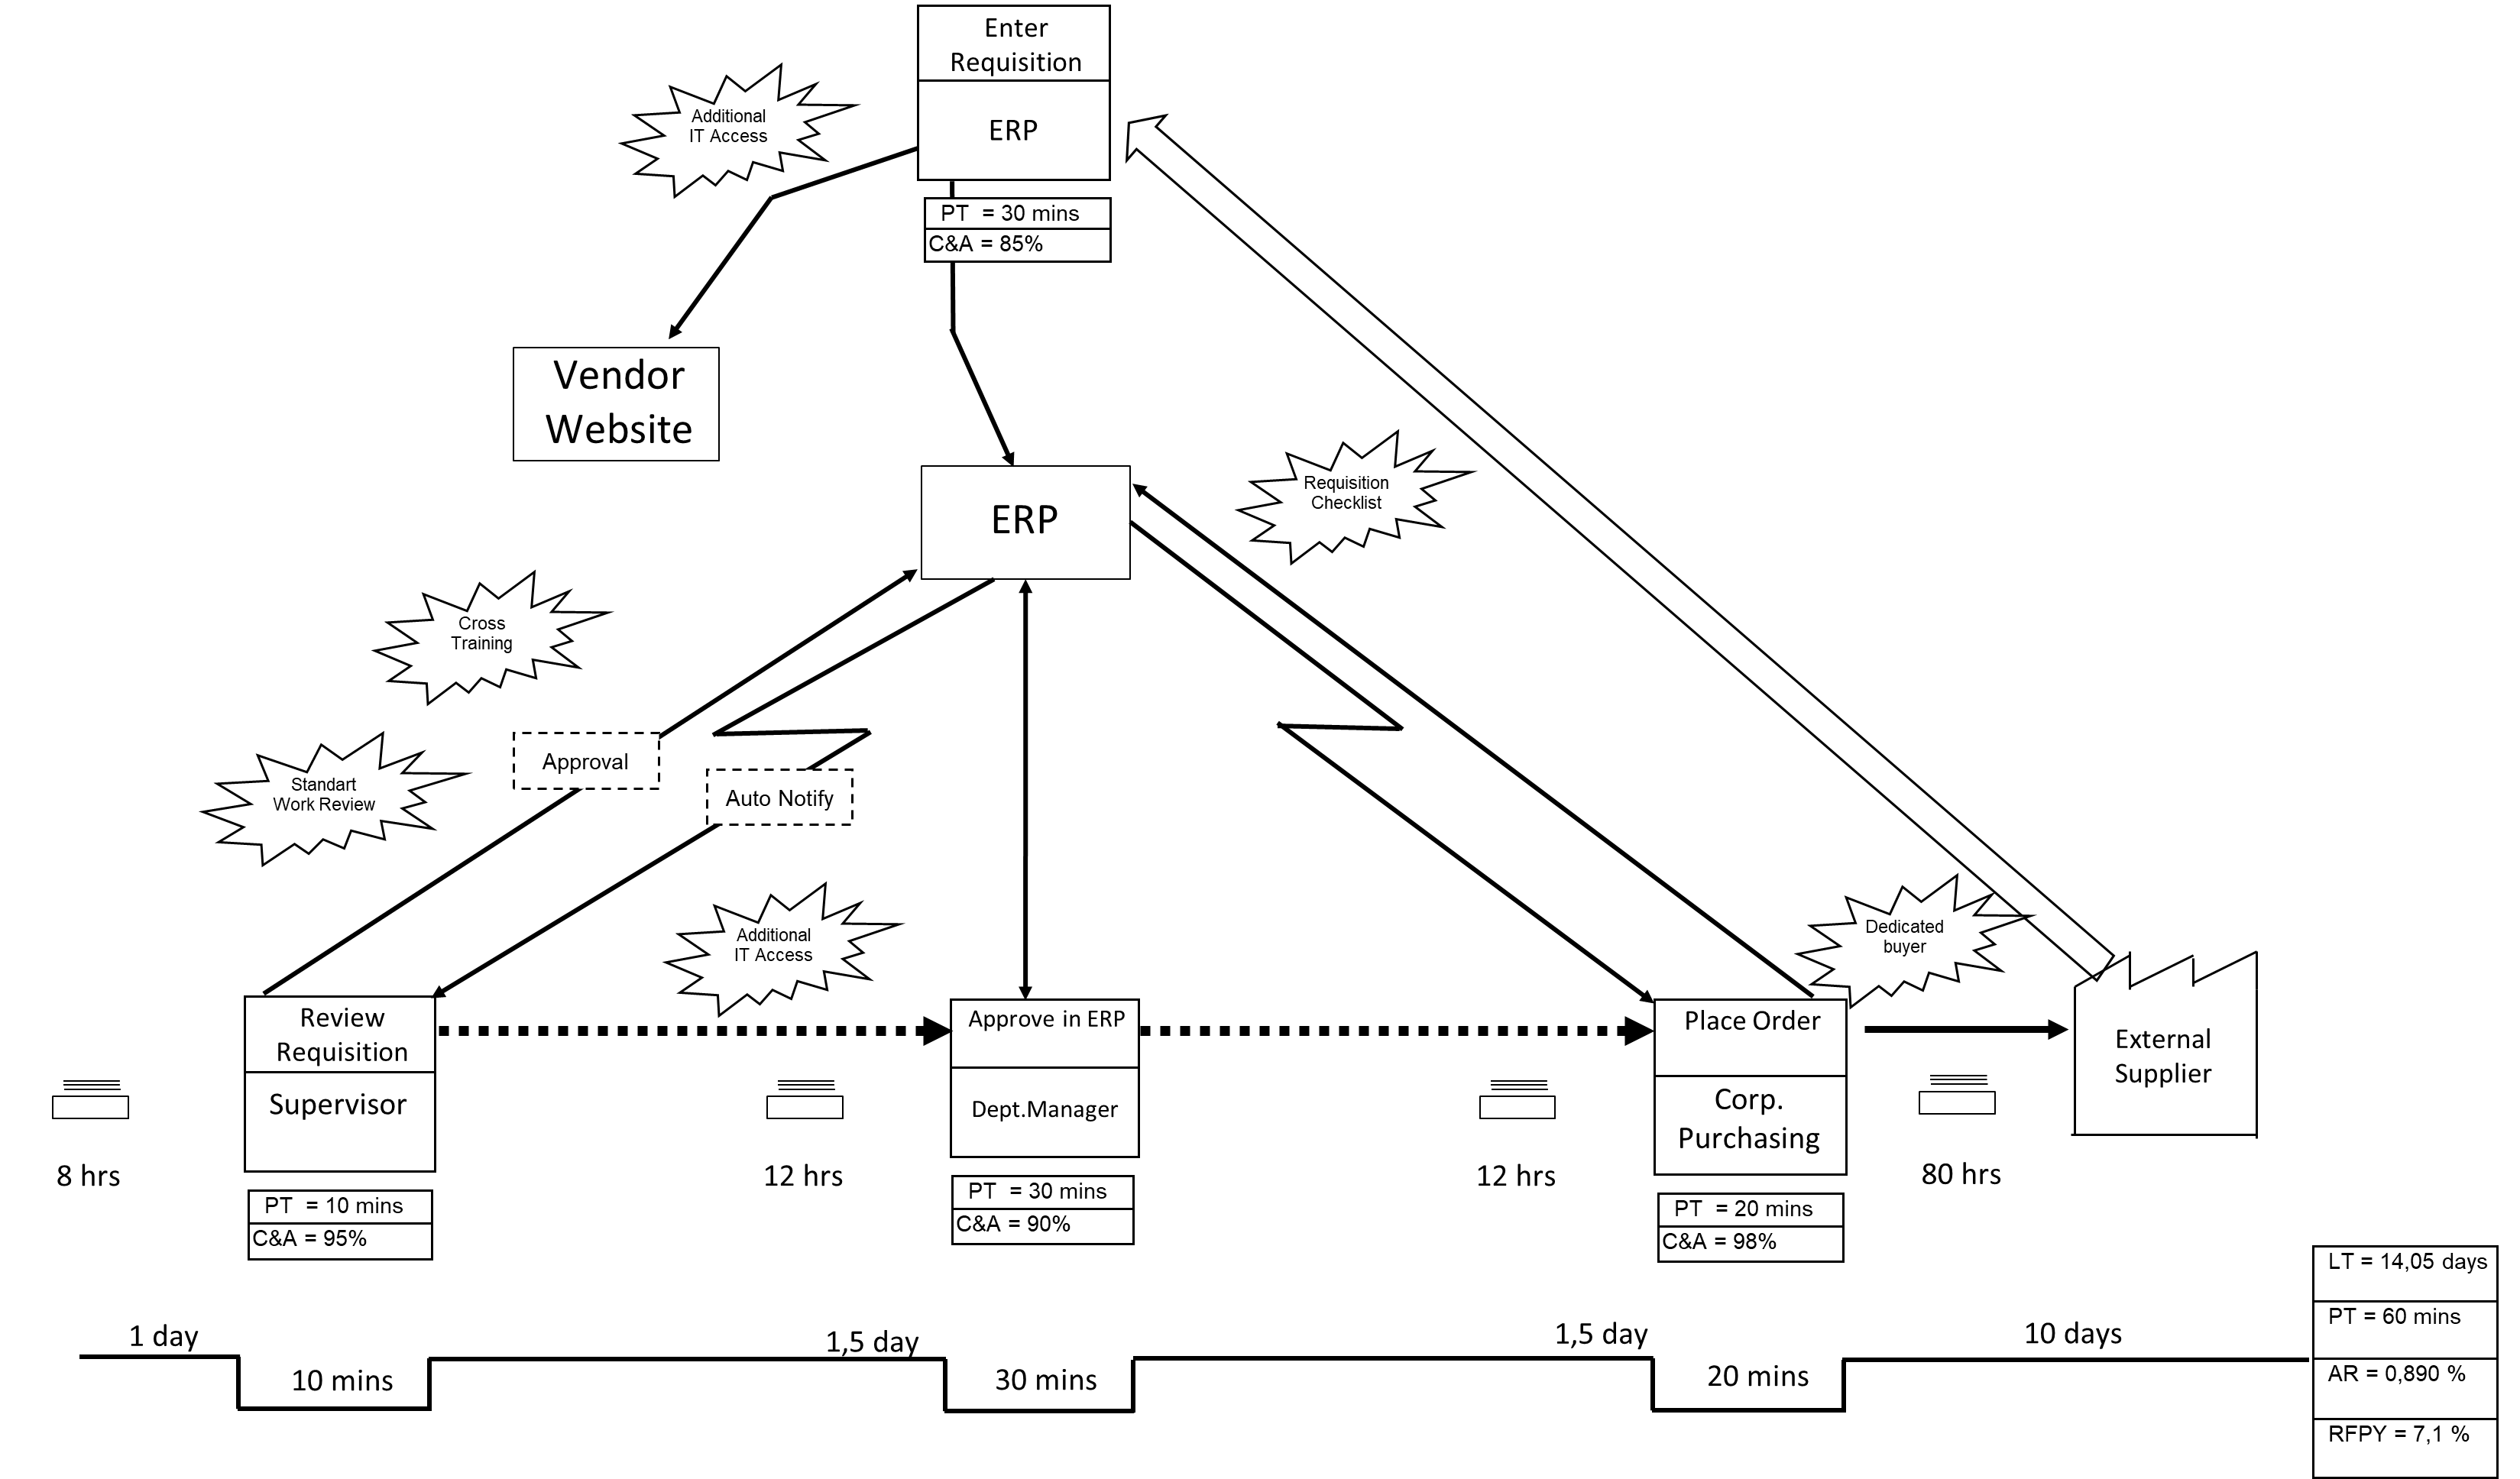 Enter
Requisition
ERP
PT = 30 mins
C&A = 85%
Additional
IT Access
Vendor
Website
ERP
Requisition
Checklist
Cross
Training
Standart
Work Review
Approval
Auto Notify
Additional
IT Access
Dedicated
buyer
Review
Requisition
Supervisor
PT = 10 mins
C&A = 95%
Approve in ERP
Dept.Manager
PT = 30 mins
C&A = 90%
Place Order
Corp.
Purchasing
PT = 20 mins
C&A = 98%
External
Supplier
8 hrs
12 hrs
12 hrs
80 hrs
1 day
10 mins
1,5 day
30 mins
1,5 day
20 mins
10 days
LT = 14,05 days
PT = 60 mins
AR = 0,890 %
RFPY = 7,1 %